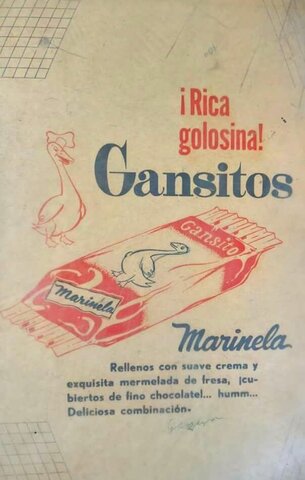 ¡Rica
golosina!
Gansitos
Gansito
Marinela
Marinela
Rellenos con suave crema y
exquisita mermelada de fresa, ¡cu-
biertos de fino chocolate!... humm...
Deliciosa combinación.